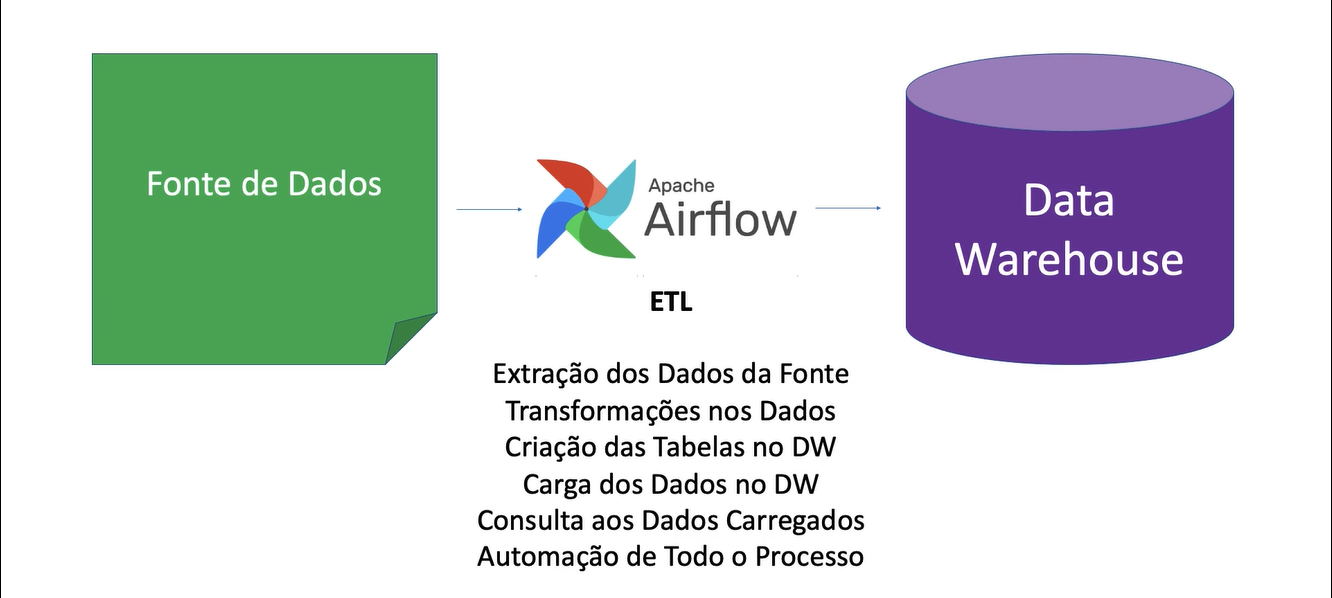 Fonte de Dados
Apache
Airflow
Data
Warehouse
ETL
Extração dos Dados da Fonte
Transformações nos Dados
Criação das Tabelas no DW
Carga dos Dados no DW
Consulta aos Dados Carregados
Automação de Todo o Processo